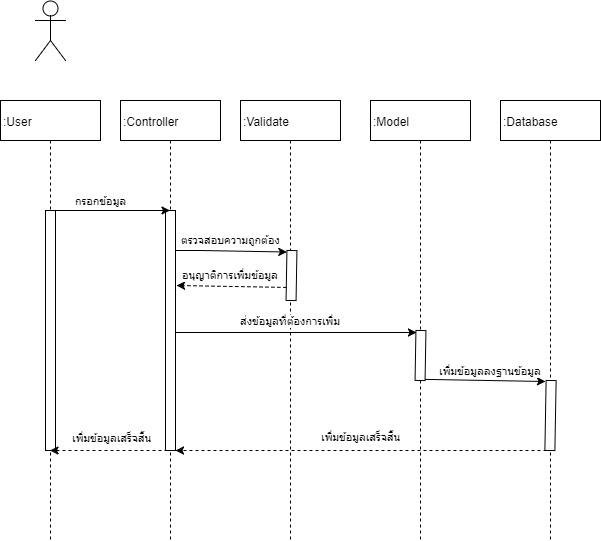 :User
:Controller
:Validate
:Model
:Database
กรอกข้อมูล
ตรวจสอบความถูกต้อง
อนุญาติการเพิ่มข้อมูล
ส่งข้อมูลที่ต้องการเพิ่ม
เพิ่มข้อมูลลงฐานข้อมูล
เพิ่มข้อมูลเสร็จสิ้น
เพิ่มข้อมูลเสร็จสิ้น